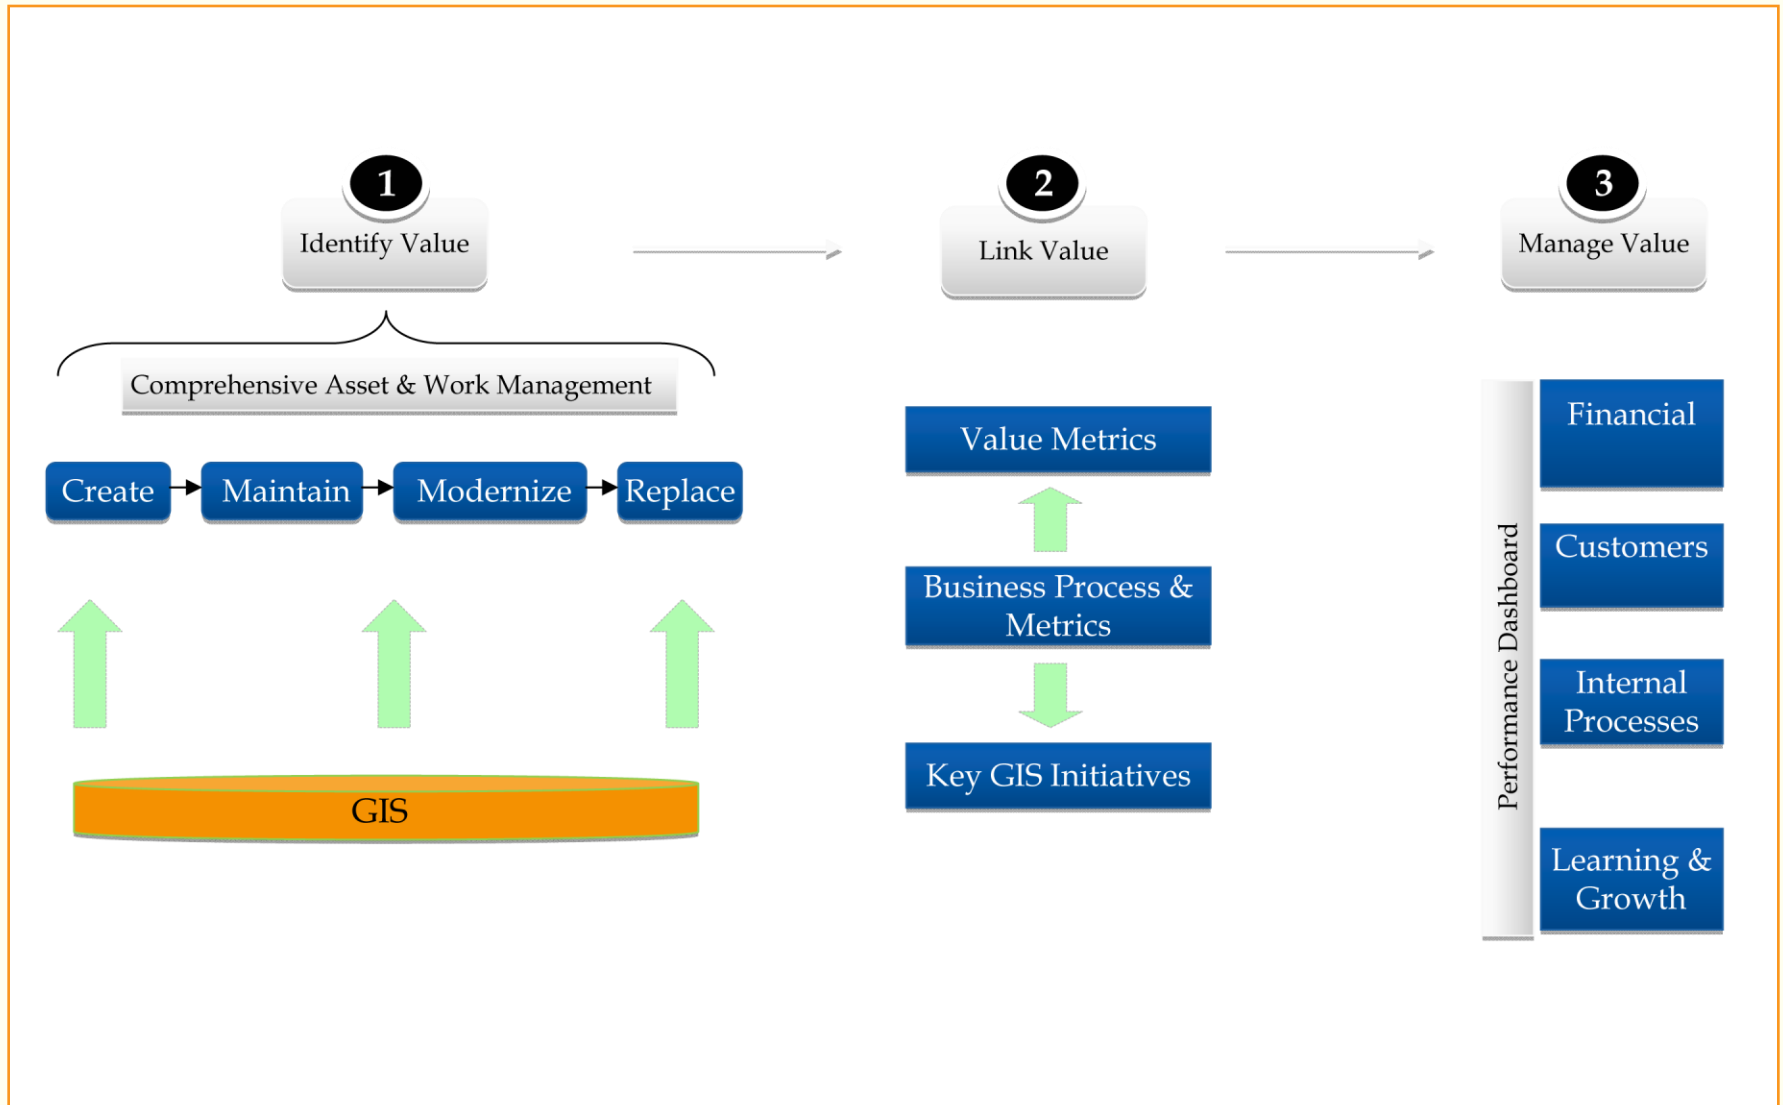 1
Identify Value
Comprehensive Asset & Work Management
Create
Maintain
Modernize
Replace
GIS
2
Link Value
Value Metrics
Business Process &
Metrics
Key GIS Initiatives
3
Manage Value
Performance Dashboard
Financial
Customers
Internal
Processes
Learning &
Growth